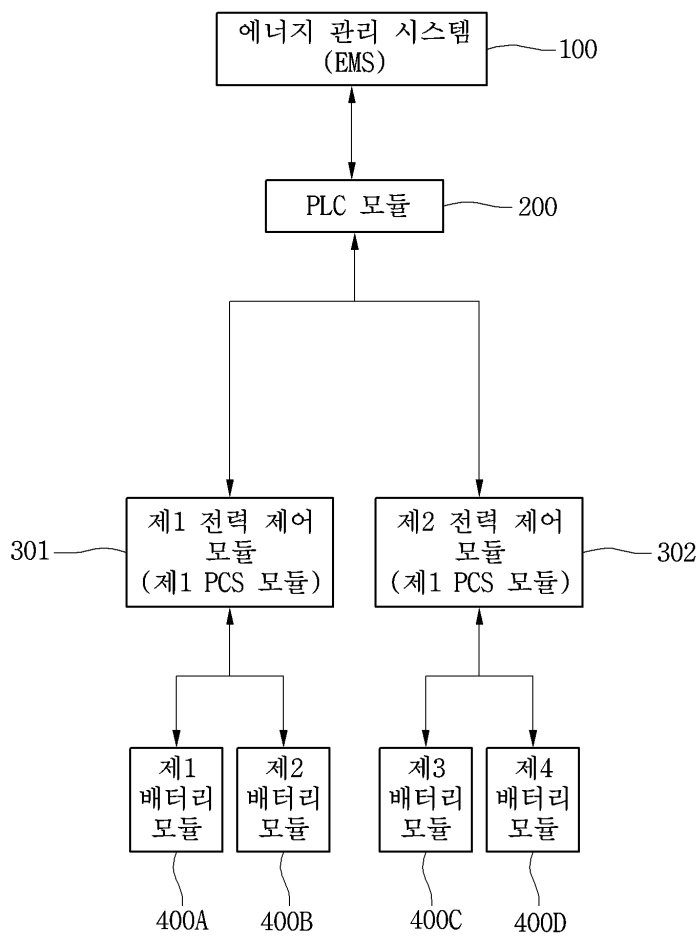 에너지 관리 시스템
(EMS)
100
PLC 모듈
200
제1 전력 제어
모듈
(제1 PCS 모듈)
301
제2 전력 제어
모듈
(제1 PCS 모듈)
302
제1
배터리
모듈
제2
배터리
모듈
제3
배터리
모듈
제4
배터리
모듈
400A
400B
400C
400D